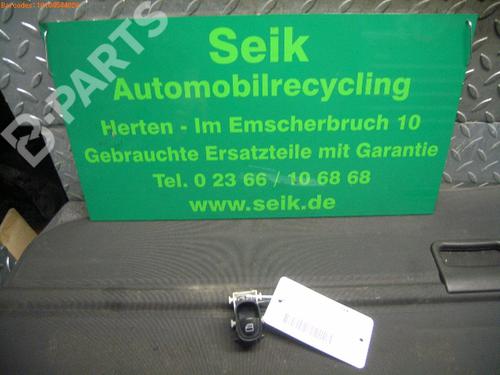 B-PARTS
Seik
Automobilrecycling
Herten - Im Emscherbruch 10
Gebrauchte Ersatzteile mit Garantie
Tel. 0 23 66 / 10 68 68
www.seik.de